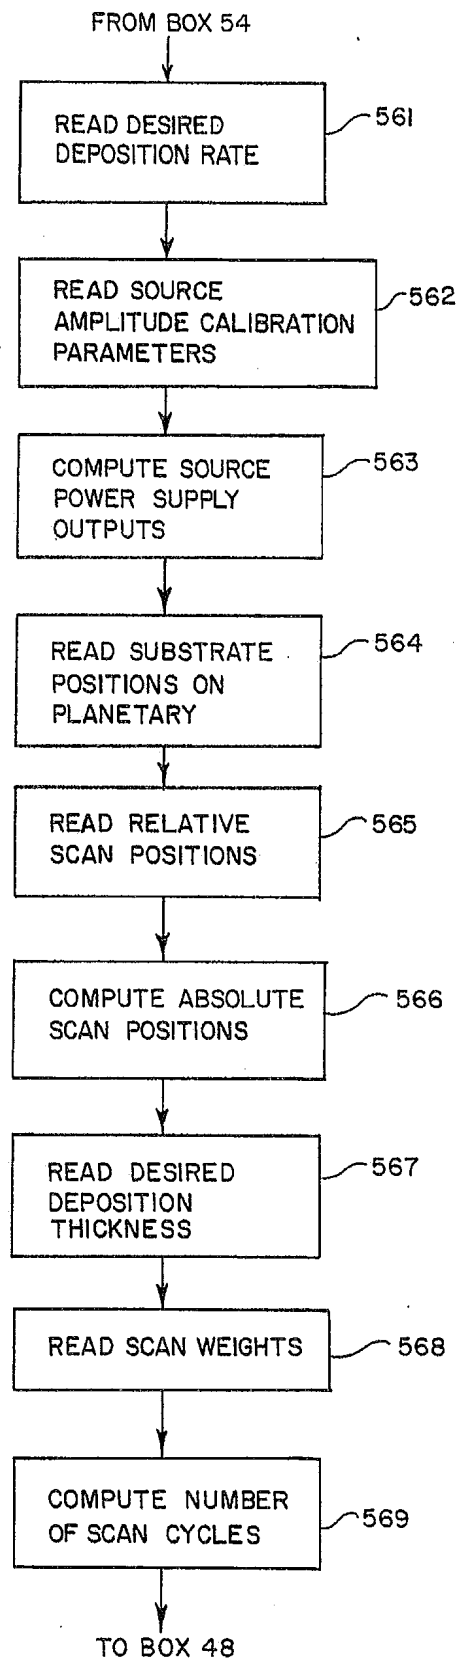 FROM BOX 54
READ DESIRED
DEPOSITION RATE
561
READ SOURCE
AMPLITUDE CALIBRATION
PARAMETERS
562
COMPUTE SOURCE
POWER SUPPLY
OUTPUTS
563
READ SUBSTRATE
POSITIONS ON
PLANETARY
564
READ RELATIVE
SCAN POSITIONS
565
COMPUTE ABSOLUTE
SCAN POSITIONS
566
READ DESIRED
DEPOSITION
THICKNESS
567
READ SCAN WEIGHTS
568
COMPUTE NUMBER
OF SCAN CYCLES
569
TO BOX 48